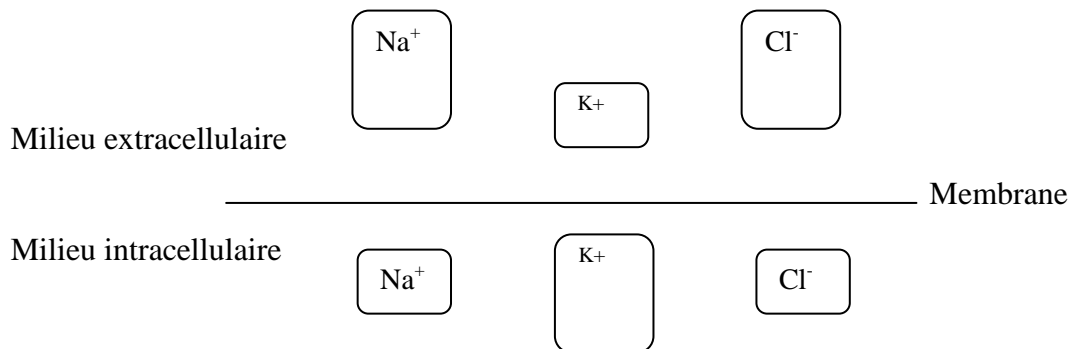 Na⁺
Cl⁻
K+
Milieu extracellulaire
Membrane
Milieu intracellulaire
K+
Na⁺
Cl⁻